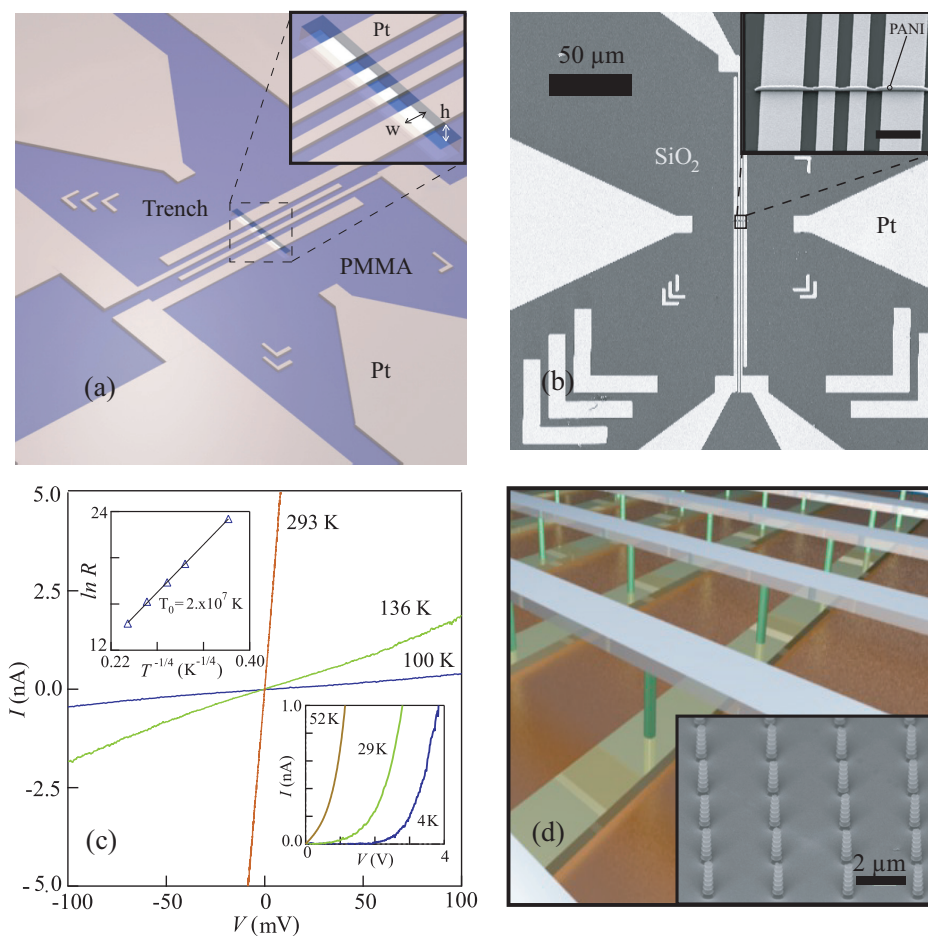 Pt
h
w
Trench
PMMA
Pt
(a)
50 µm
PANI
SiO₂
Pt
(b)
5.0
2.5
0.0
-2.5
-5.0
I (nA)
-100
-50
0
50
100
V (mV)
293 K
136 K
100 K
24
12
ln R
T₀=2.x10⁷ K
0.22
0.40
T⁻¹/⁴ (K⁻¹/⁴)
1.0
0.0
I (nA)
52K
29K
4K
0
2
4
V (V)
(c)
(d)
2 µm